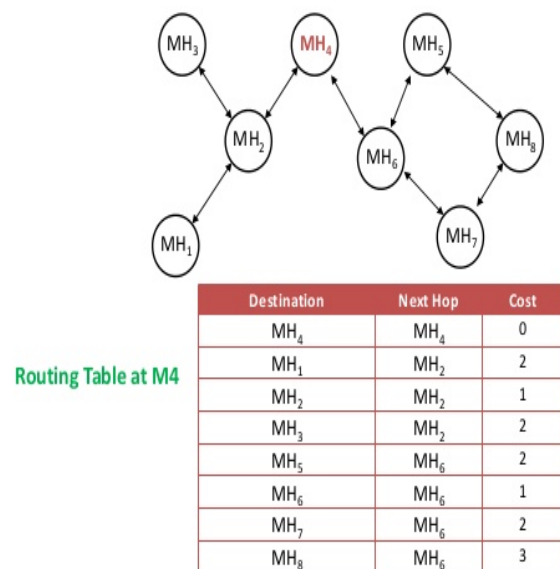 MH₃ MH₄ MH₅
MH₂ MH₆ MH₈
MH₁ MH₇
Routing Table at M4
Destination Next Hop Cost
MH₄ MH₄ 0
MH₁ MH₂ 2
MH₂ MH₂ 1
MH₃ MH₂ 2
MH₅ MH₆ 2
MH₆ MH₆ 1
MH₇ MH₆ 2
MH₈ MH₆ 3